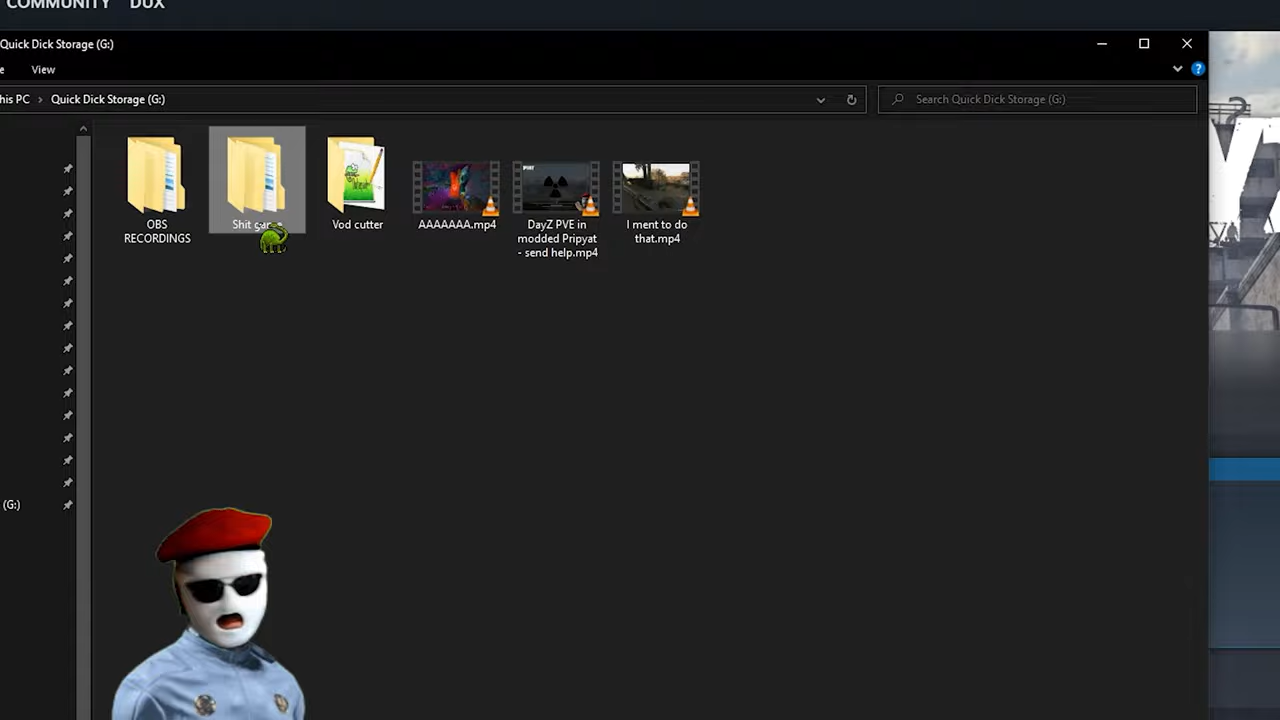 COMMUNITY DUX
Quick Dick Storage (G:)
e View
his PC > Quick Dick Storage (G:)
Search Quick Dick Storage (G:)
?
OBS
RECORDINGS
Shit
Vod cutter
AAAAAAA.mp4
DayZ PVE in
modded Pripyat
- send help.mp4
I ment to do
that.mp4
(G:)